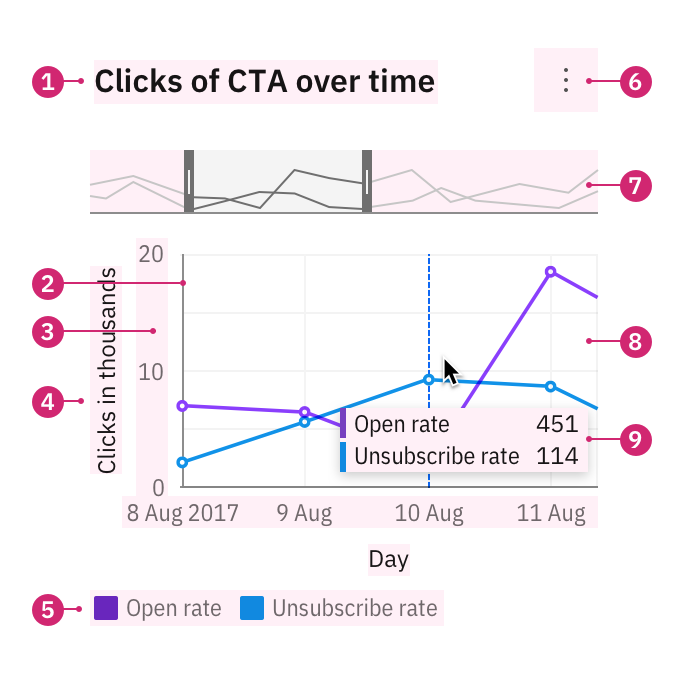 1 Clicks of CTA over time 6
7
20
2
3
Clicks in thousands
8
10
4
Open rate 451
9
Unsubscribe rate 114
0
8 Aug 2017 9 Aug 10 Aug 11 Aug
Day
5 Open rate Unsubscribe rate